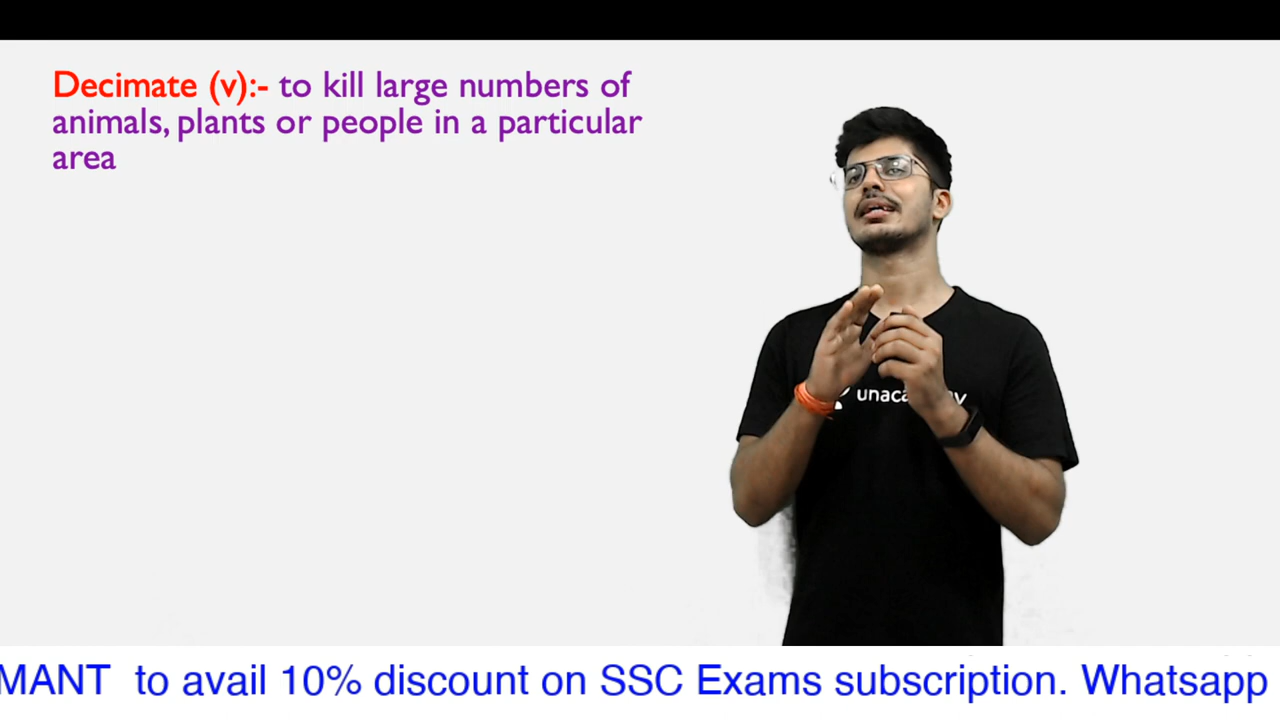 Decimate (v):- to kill large numbers of
animals, plants or people in a particular
area
MANT to avail 10% discount on SSC Exams subscription. Whatsapp